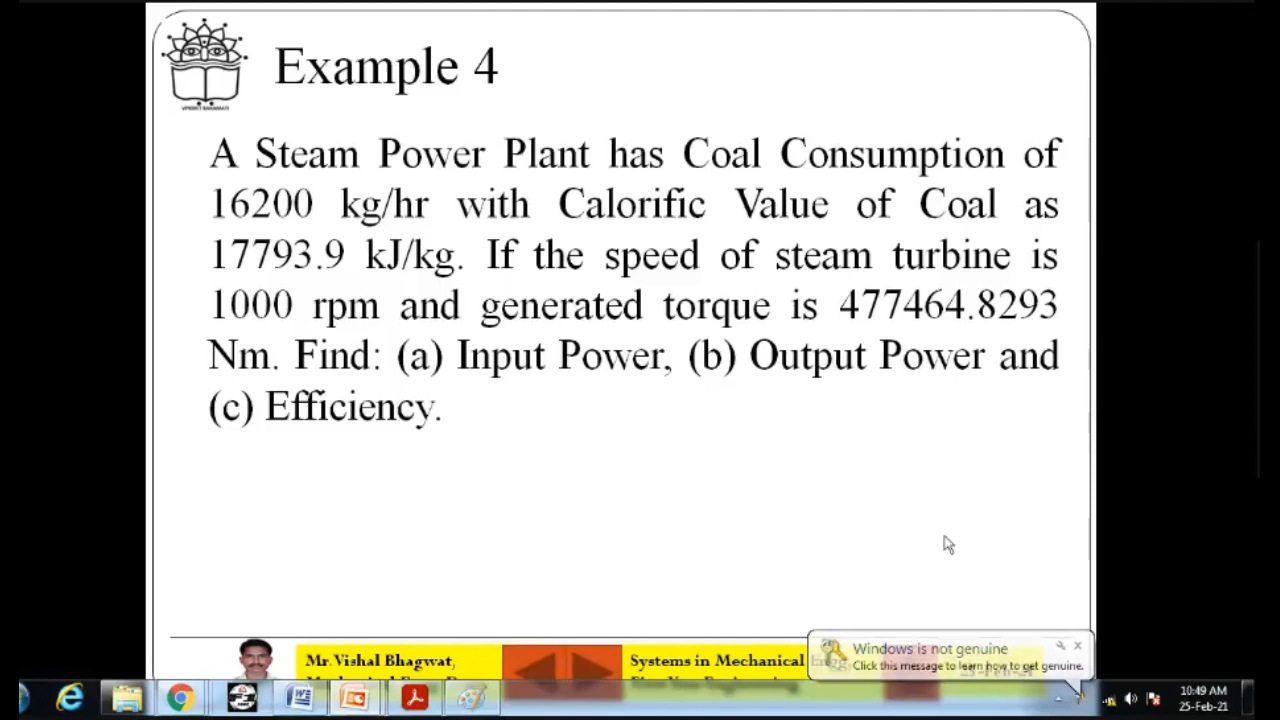 VPKBIET BARAMATI
Example 4
A Steam Power Plant has Coal Consumption of
16200 kg/hr with Calorific Value of Coal as
17793.9 kJ/kg. If the speed of steam turbine is
1000 rpm and generated torque is 477464.8293
Nm. Find: (a) Input Power, (b) Output Power and
(c) Efficiency.
Mr. Vishal Bhagwat,
Systems in Mechanical
Windows is not genuine
Click this message to learn how to get genuine.
10:49 AM
25-Feb-21